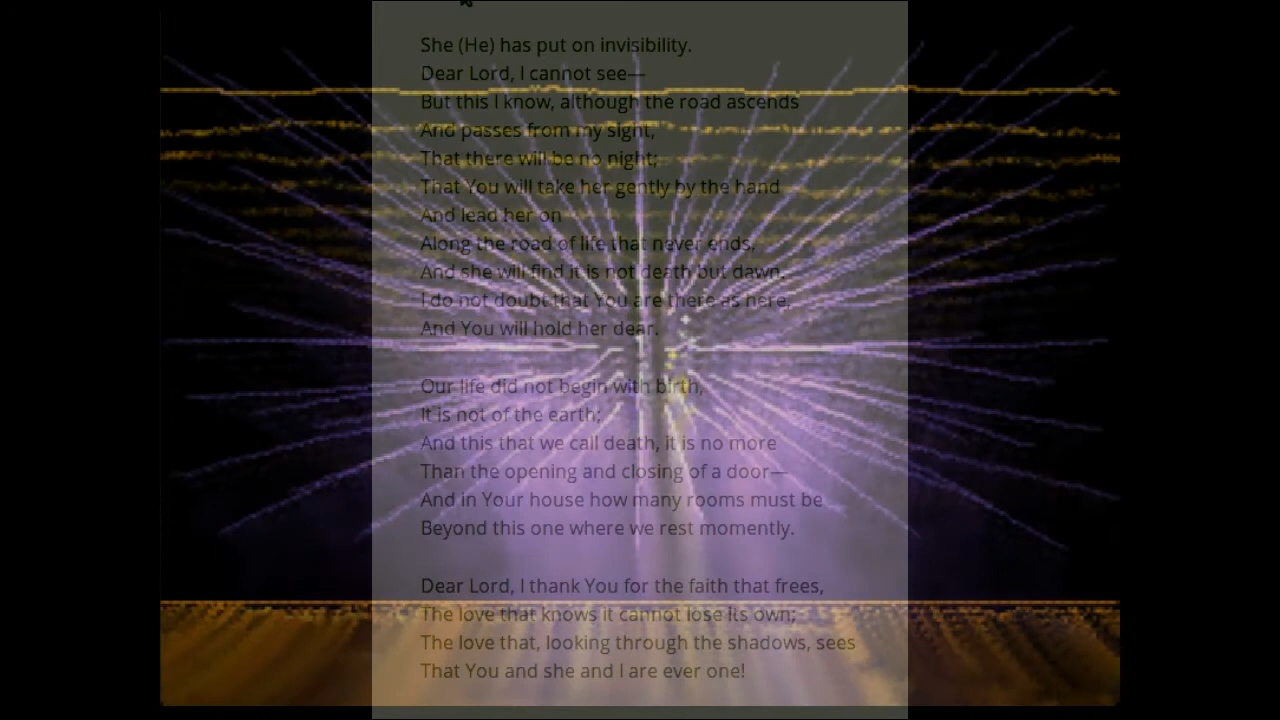 She (He) has put on invisibility.
Dear Lord, I cannot see—
But this I know, although the road ascends
And passes from my sight,
That there will be no night;
That You will take her gently by the hand
And lead her on
Along the road of life that never ends,
And she will find it is not death but dawn.
I do not doubt that You are there as here,
And You will hold her dear.
Our life did not begin with birth,
It is not of the earth;
And this that we call death, it is no more
Than the opening and closing of a door—
And in Your house how many rooms must be
Beyond this one where we rest momently.
Dear Lord, I thank You for the faith that frees,
The love that knows it cannot lose its own;
The love that, looking through the shadows, sees
That You and she and I are ever one!